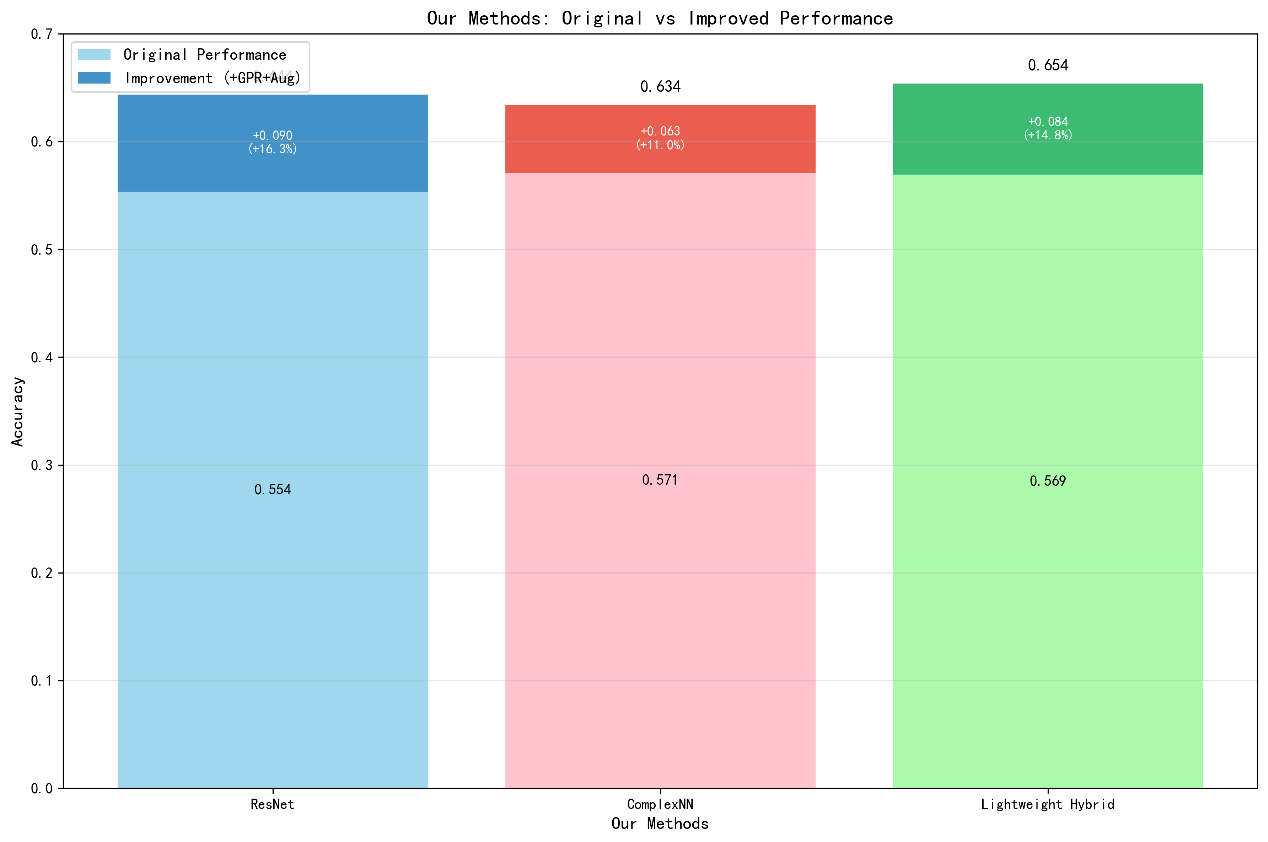 Our Methods: Original vs Improved Performance
Original Performance
Improvement (+GPR+Aug)
0.7
0.6
0.5
0.4
0.3
0.2
0.1
0.0
Accuracy
+0.090
(+16.3%)
0.554
0.634
+0.063
(+11.0%)
0.571
0.654
+0.084
(+14.8%)
0.569
ResNet
ComplexNN
Lightweight Hybrid
Our Methods